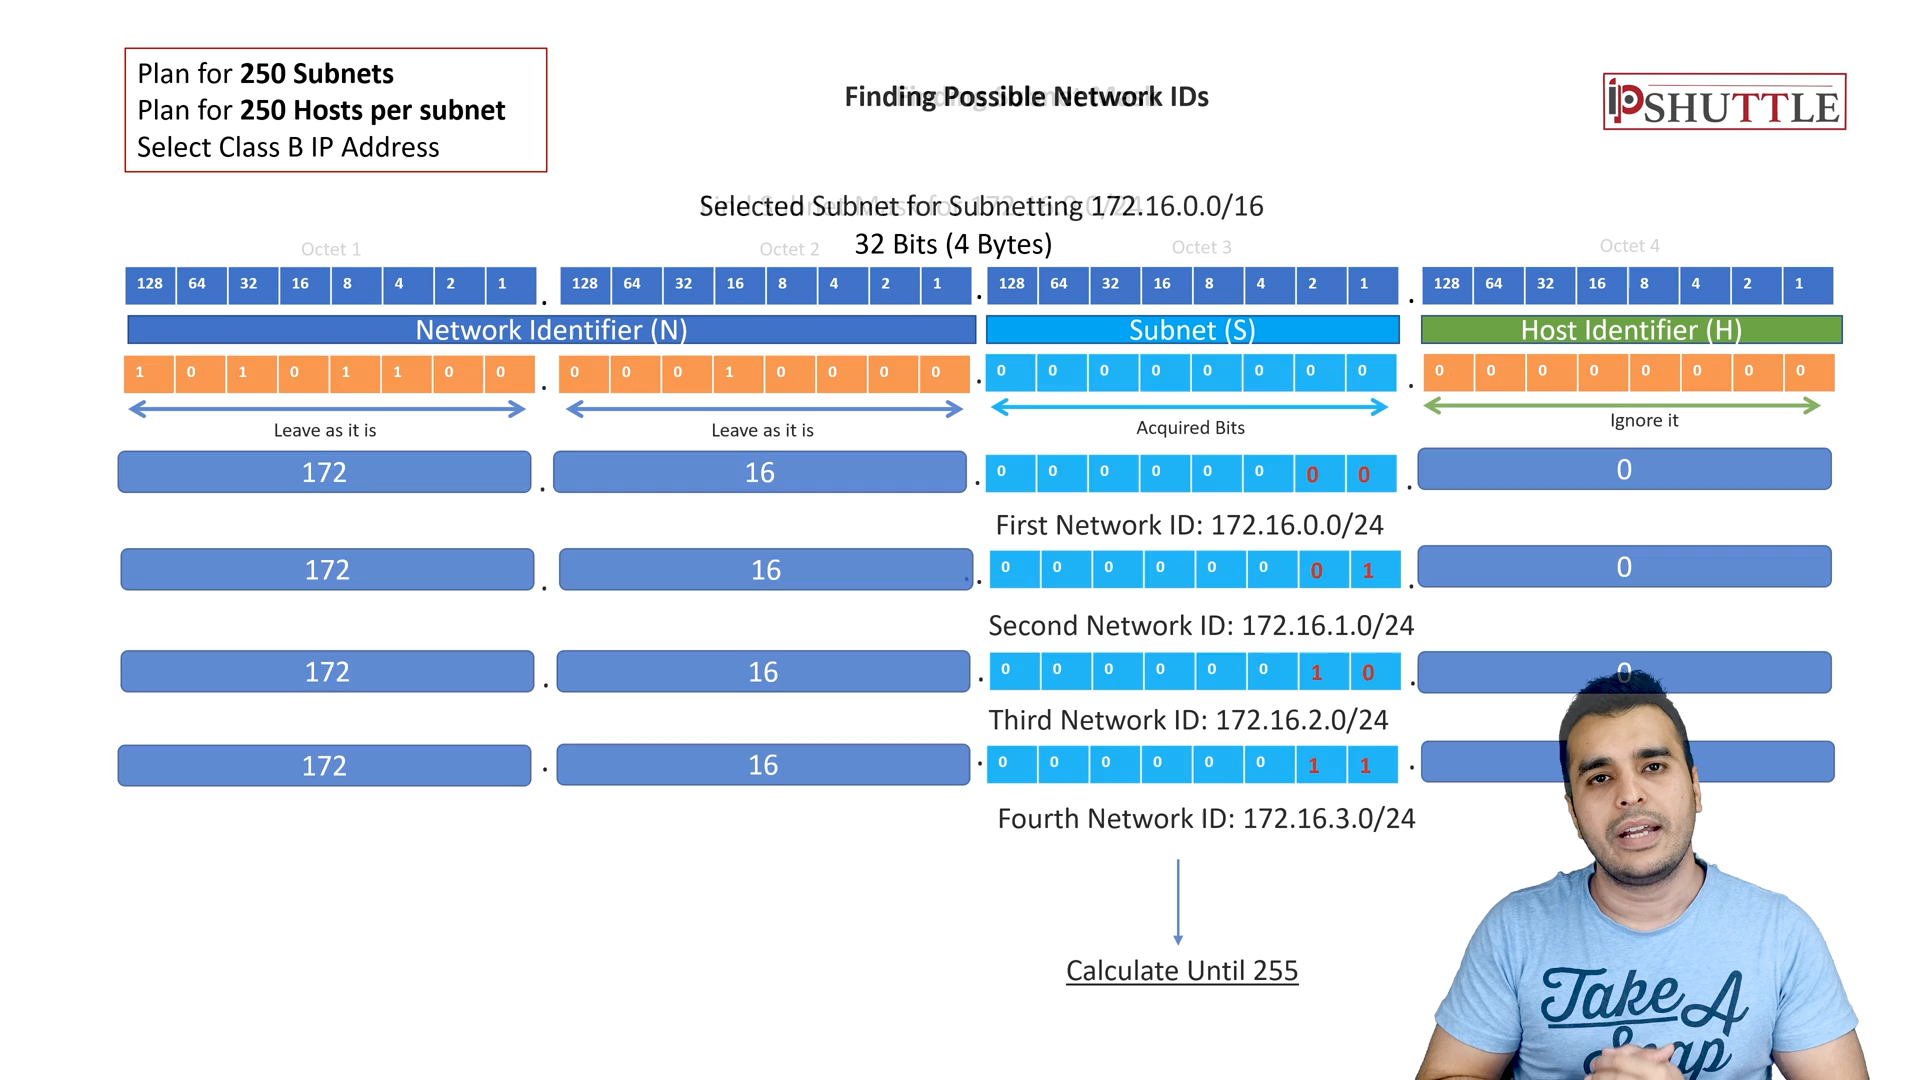 Plan for 250 Subnets
Plan for 250 Hosts per subnet
Select Class B IP Address
Finding Possible Network IDs
ipSHUTTLE
Selected Subnet for Subnetting 172.16.0.0/16
32 Bits (4 Bytes)
Octet 1 Octet 2 Octet 3 Octet 4
128 64 32 16 8 4 2 1 . 128 64 32 16 8 4 2 1 . 128 64 32 16 8 4 2 1 . 128 64 32 16 8 4 2 1
Network Identifier (N) Subnet (S) Host Identifier (H)
1 0 1 0 1 1 0 0 . 0 0 0 1 0 0 0 0 . 0 0 0 0 0 0 0 0 . 0 0 0 0 0 0 0 0
Leave as it is Leave as it is Acquired Bits Ignore it
172 . 16 . 0 0 0 0 0 0 0 0 . 0
First Network ID: 172.16.0.0/24
172 . 16 . 0 0 0 0 0 0 0 1 . 0
Second Network ID: 172.16.1.0/24
172 . 16 . 0 0 0 0 0 0 1 0 . 0
Third Network ID: 172.16.2.0/24
172 . 16 . 0 0 0 0 0 0 1 1 .
Fourth Network ID: 172.16.3.0/24
Calculate Until 255
Take A
Snap